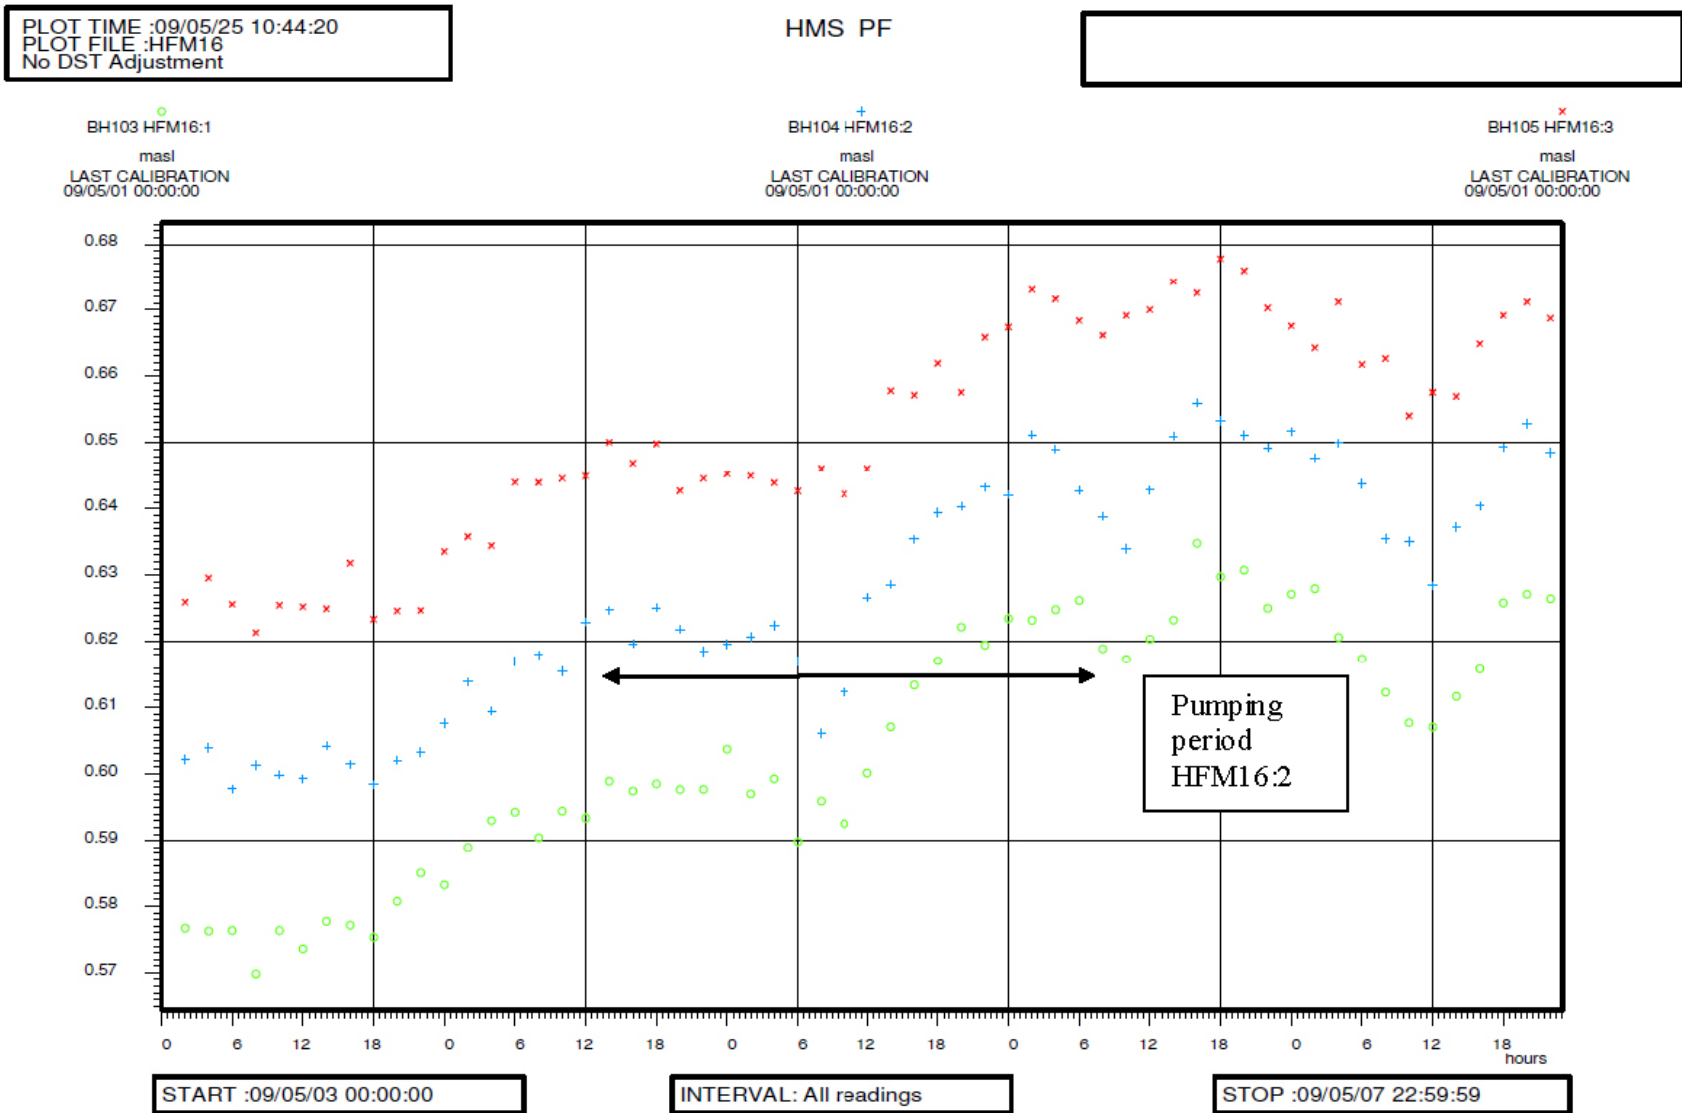 PLOT TIME :09/05/25 10:44:20
PLOT FILE :HFM16
No DST Adjustment
HMS PF
BH103 HFM16:1
masl
LAST CALIBRATION
09/05/01 00:00:00
BH104 HFM16:2
masl
LAST CALIBRATION
09/05/01 00:00:00
BH105 HFM16:3
masl
LAST CALIBRATION
09/05/01 00:00:00
0.68
0.67
0.66
0.65
0.64
0.63
0.62
0.61
0.60
0.59
0.58
0.57
Pumping
period
HFM16:2
0 6 12 18 0 6 12 18 0 6 12 18 0 6 12 18 0 6 12 18
hours
START :09/05/03 00:00:00
INTERVAL: All readings
STOP :09/05/07 22:59:59